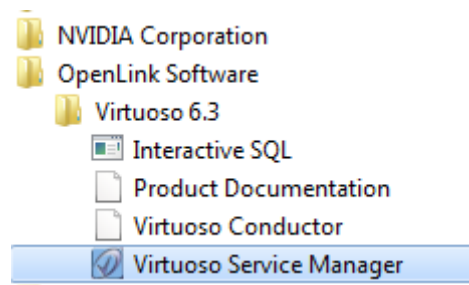 NVIDIA Corporation
OpenLink Software
Virtuoso 6.3
Interactive SQL
Product Documentation
Virtuoso Conductor
Virtuoso Service Manager